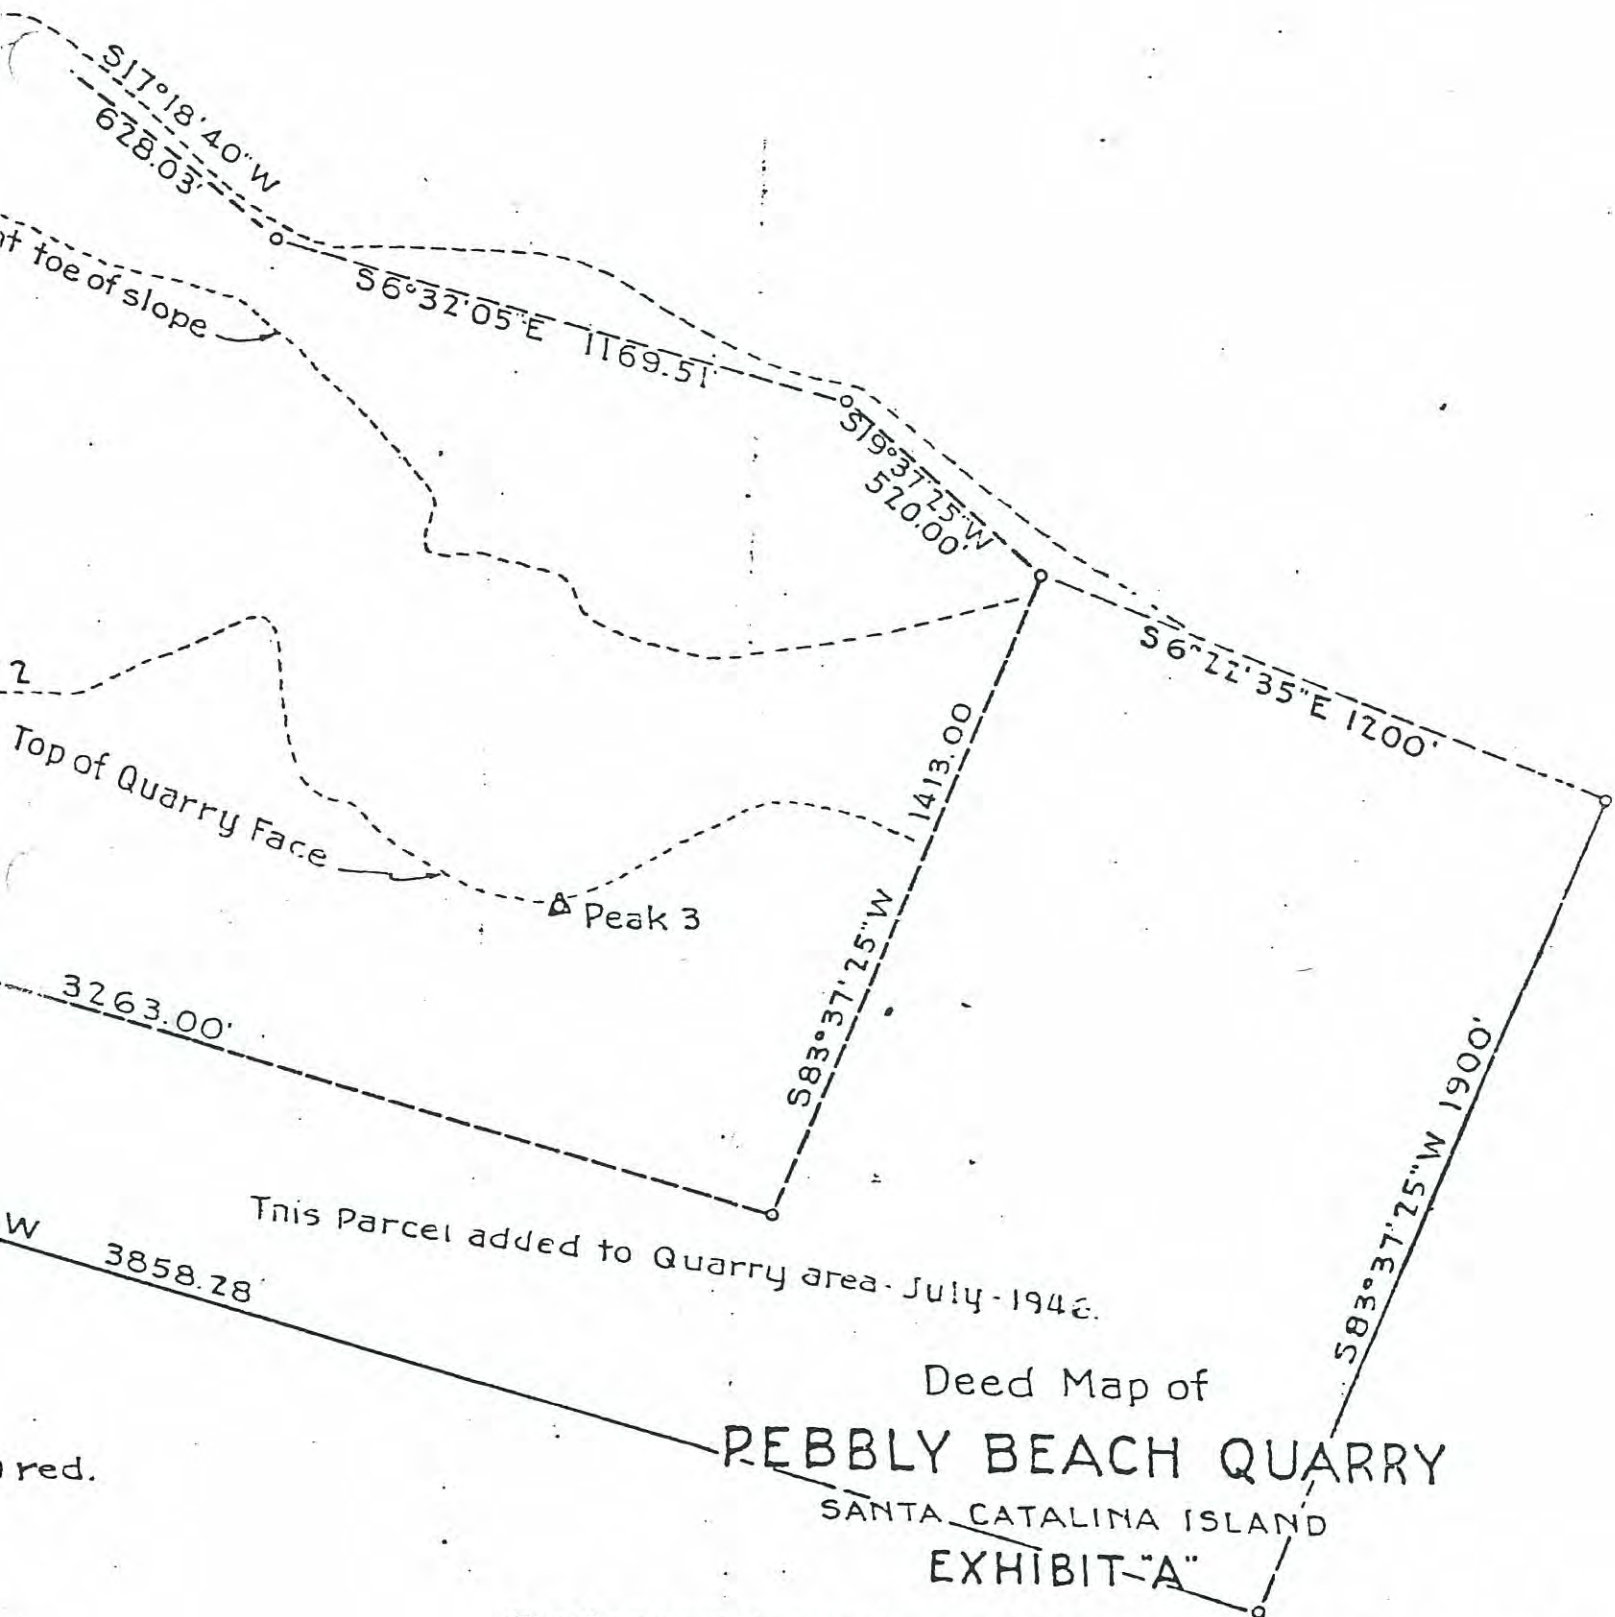 S17°18'40"W
628.03'
toe of slope
S6°32'05"E 1169.51'
S19°37'25"W
520.00'
S6°22'35"E 1200'
2
Top of Quarry Face
1413.00
S83°37'25"W
Peak 3
3263.00'
S83°37'25"W 1900'
This Parcel added to Quarry area - July -
W 3858.28'
Deed Map of
PEBBLY BEACH QUARRY
SANTA CATALINA ISLAND
EXHIBIT-"A"
red.